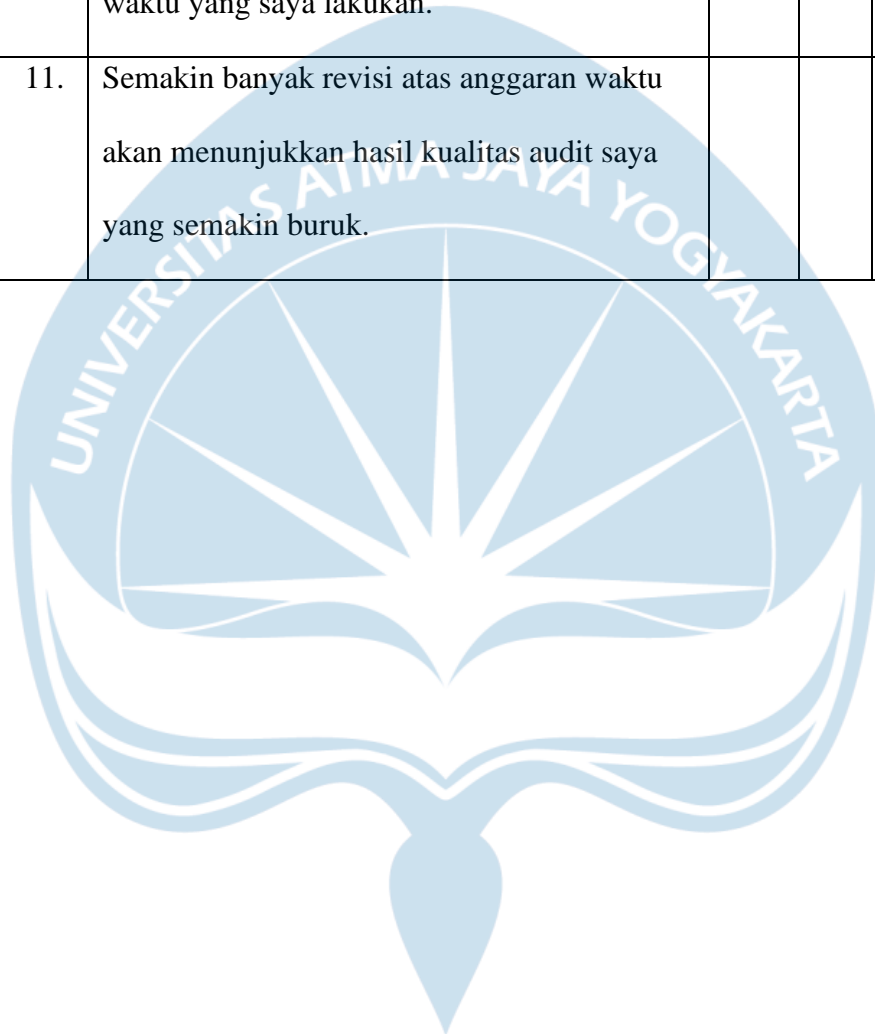 waktu yang saya lakukan.
11. Semakin banyak revisi atas anggaran waktu
akan menunjukkan hasil kualitas audit saya
yang semakin buruk.
UNIVERSITAS ATMA JAYA YOGYAKARTA